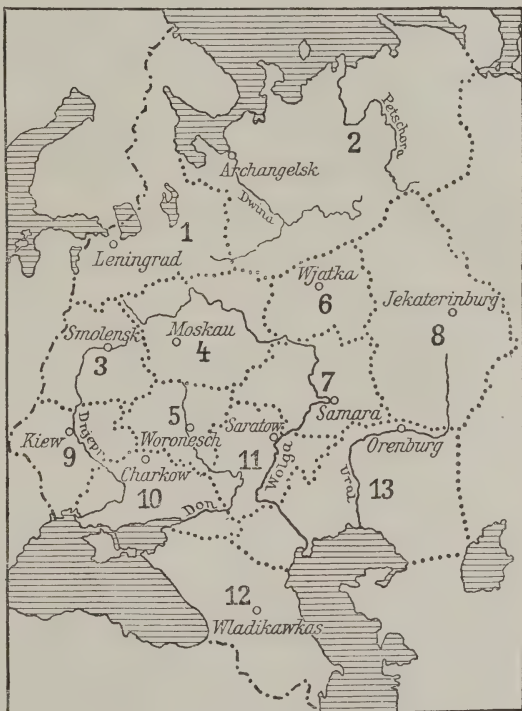 2
Petschora
Archangelsk
Dwina
1
Leningrad
Wjatka
6
Jekaterinburg
8
Smolensk
3
Moskau
4
7
Samara
5
Woronesch
Saratow
11
Wolga
Orenburg
Ural
13
Kiew
9
Dnjepr
Charkow
10
Don
12
Wladikawkas